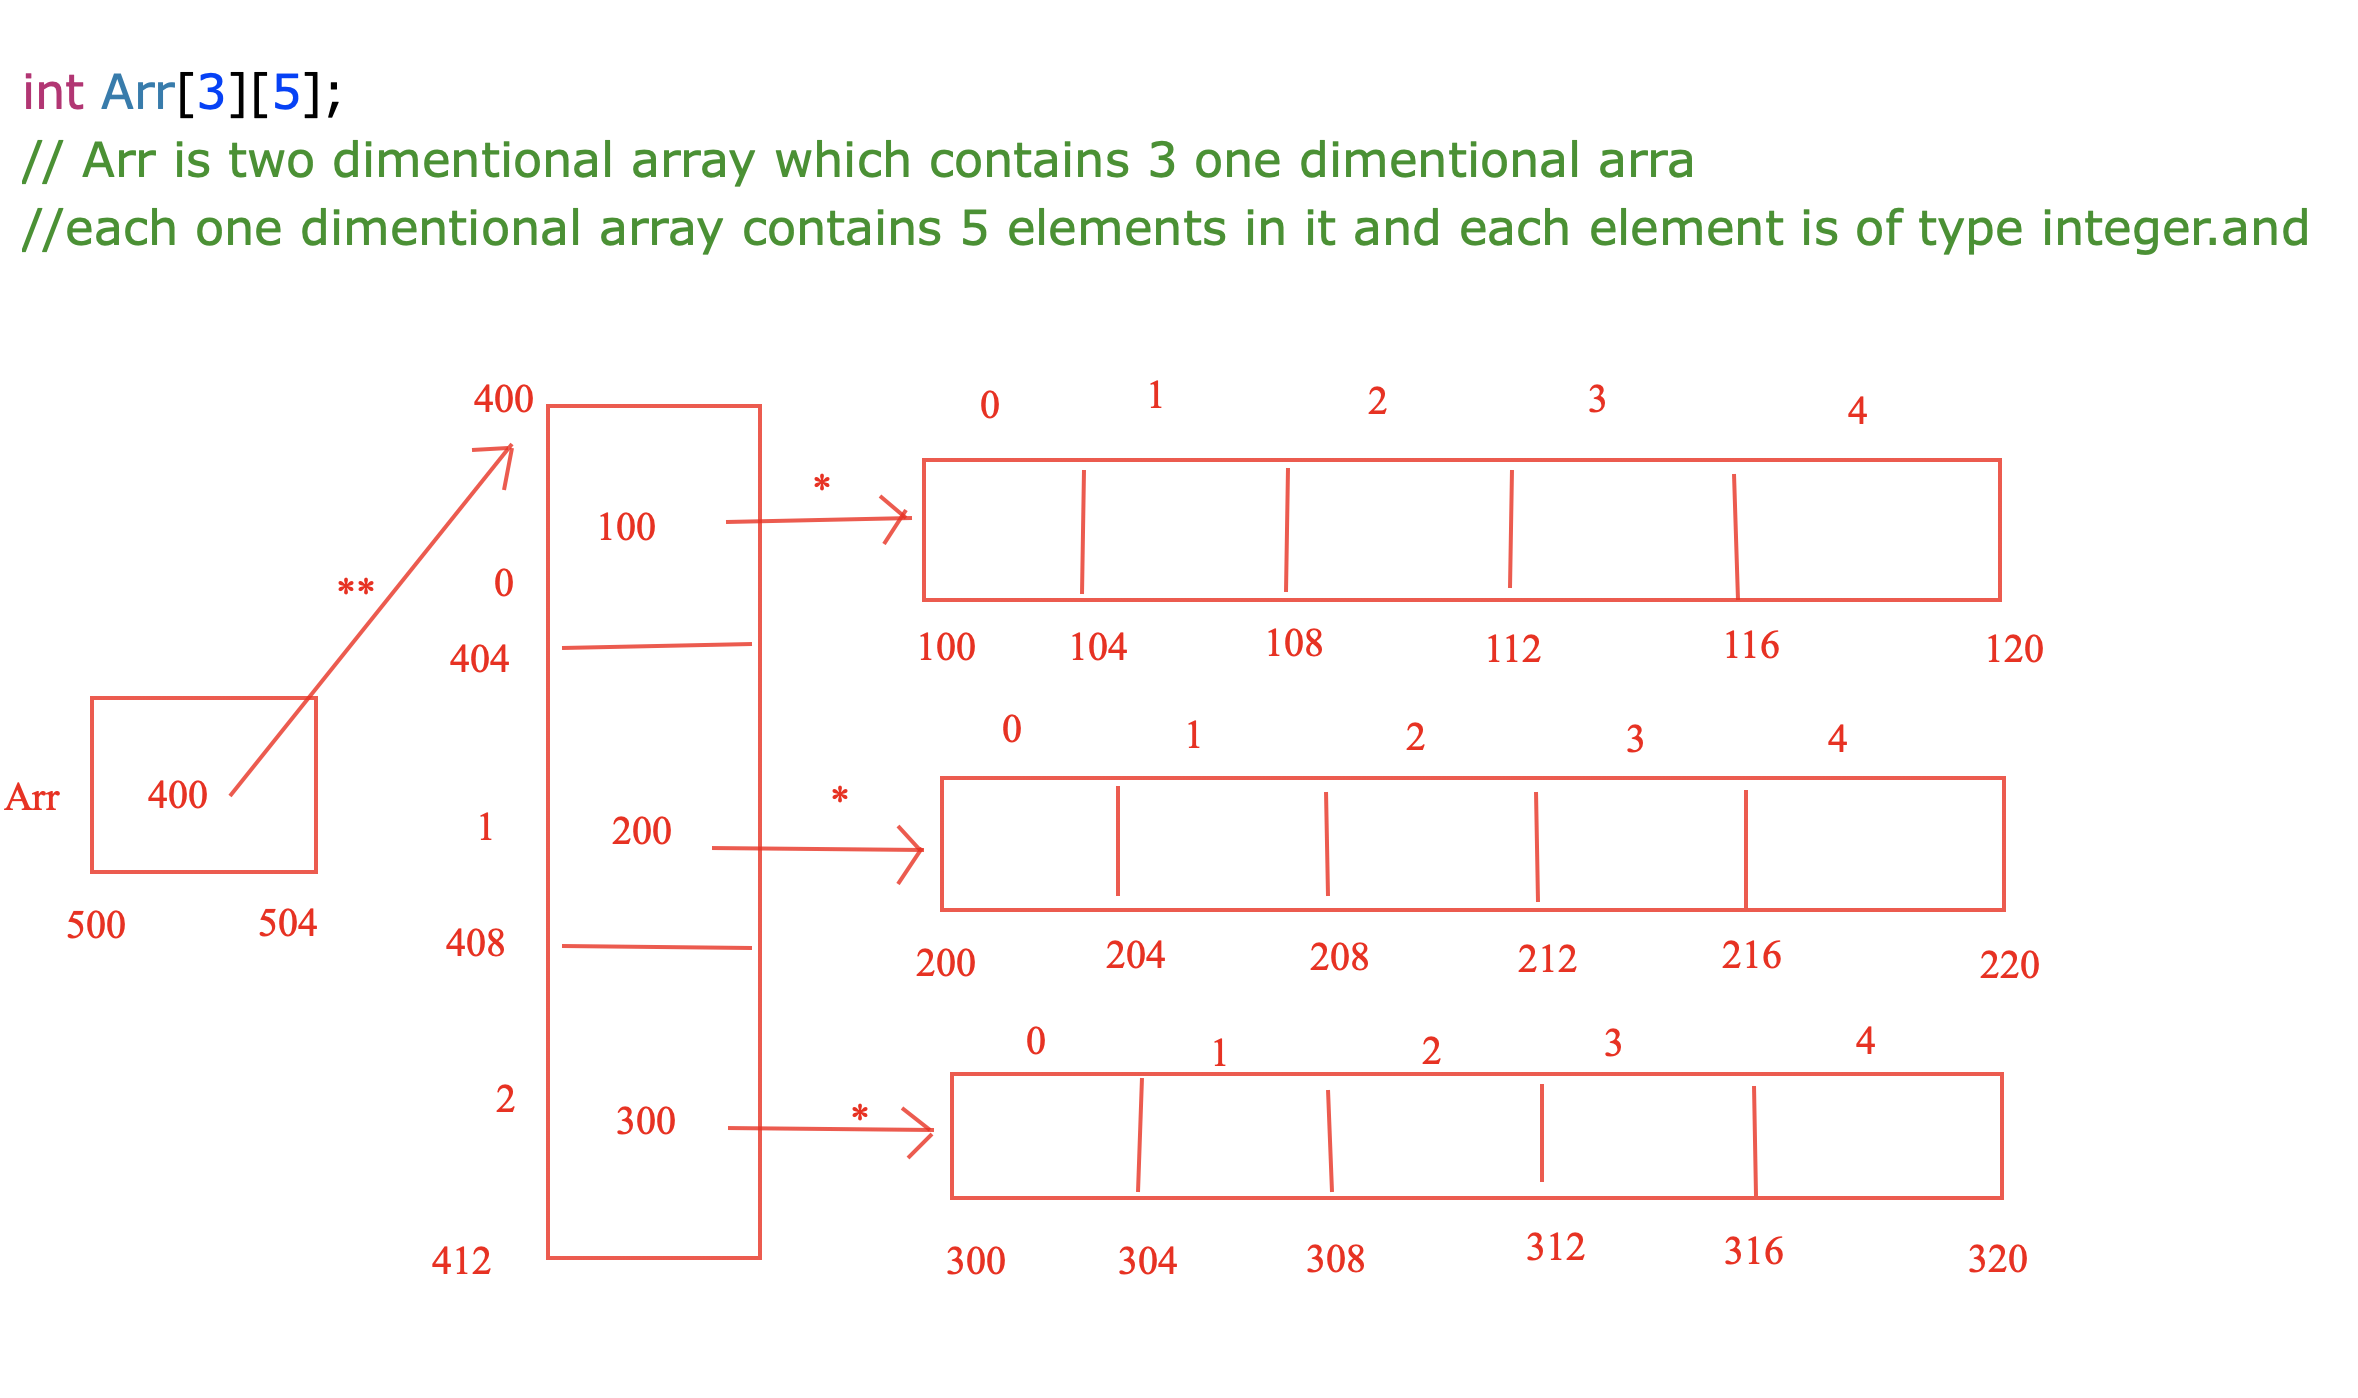 int Arr[3][5];
// Arr is two dimentional array which contains 3 one dimentional arra
//each one dimentional array contains 5 elements in it and each element is of type integer.and
400
0 1 2 3 4
100
*
**
0
404
100 104 108 112 116 120
0 1 2 3 4
Arr
400
1
200
*
500 504
408
200 204 208 212 216 220
0 1 2 3 4
2
300
*
412
300 304 308 312 316 320